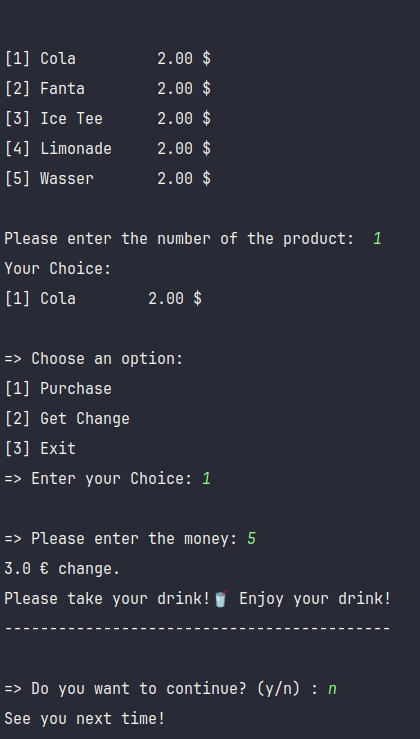 [1] Cola         2.00 $
[2] Fanta        2.00 $
[3] Ice Tee      2.00 $
[4] Limonade     2.00 $
[5] Wasser       2.00 $
Please enter the number of the product:  1
Your Choice:
[1] Cola        2.00 $
=> Choose an option:
[1] Purchase
[2] Get Change
[3] Exit
=> Enter your Choice: 1
=> Please enter the money: 5
3.0 € change.
Please take your drink!🥤 Enjoy your drink!
-------------------------------------------
=> Do you want to continue? (y/n) : n
See you next time!